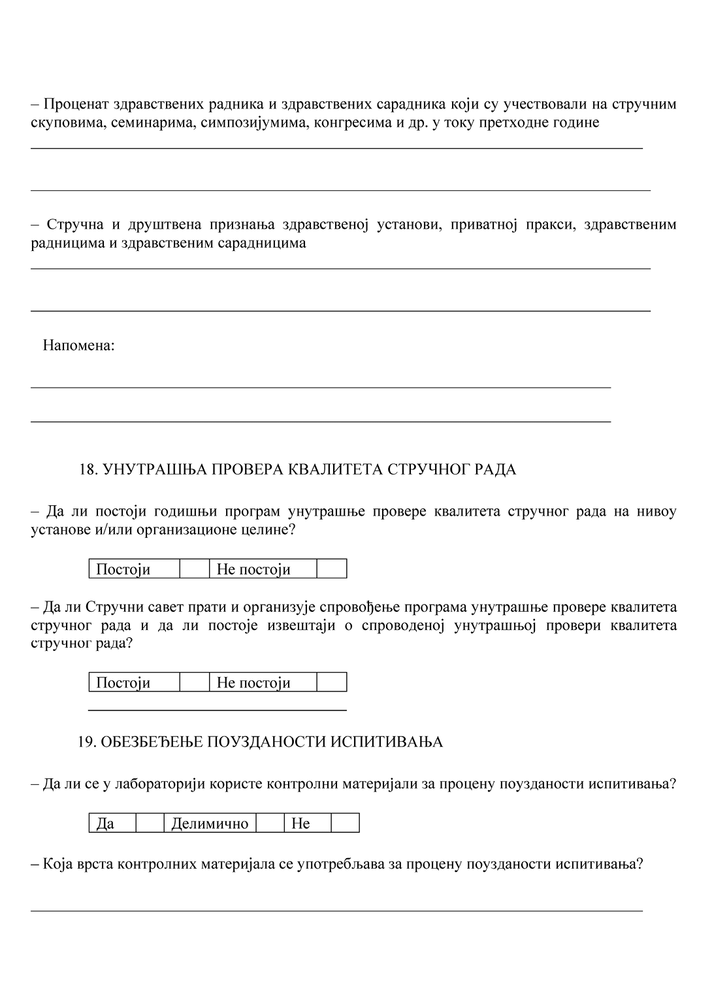 – Проценат здравствених радника и здравствених сарадника који су учествовали на стручним
скуповима, семинарима, симпозијумима, конгресима и др. у току претходне године
– Стручна и друштвена признања здравственој установи, приватној пракси, здравственим
радницима и здравственим сарадницима
Напомена:
18. УНУТРАШЊА ПРОВЕРА КВАЛИТЕТА СТРУЧНОГ РАДА
– Да ли постоји годишњи програм унутрашње провере квалитета стручног рада на нивоу
установе и/или организационе целине?
Постоји Не постоји
– Да ли Стручни савет прати и организује спровођење програма унутрашње провере квалитета
стручног рада и да ли постоје извештаји о спроводеној унутрашњој провери квалитета
стручног рада?
Постоји Не постоји
19. ОБЕЗБЕЂЕЊЕ ПОУЗДАНОСТИ ИСПИТИВАЊА
– Да ли се у лабораторији користе контролни материјали за процену поузданости испитивања?
Да Делимично Не
– Која врста контролних материјала се употребљава за процену поузданости испитивања?